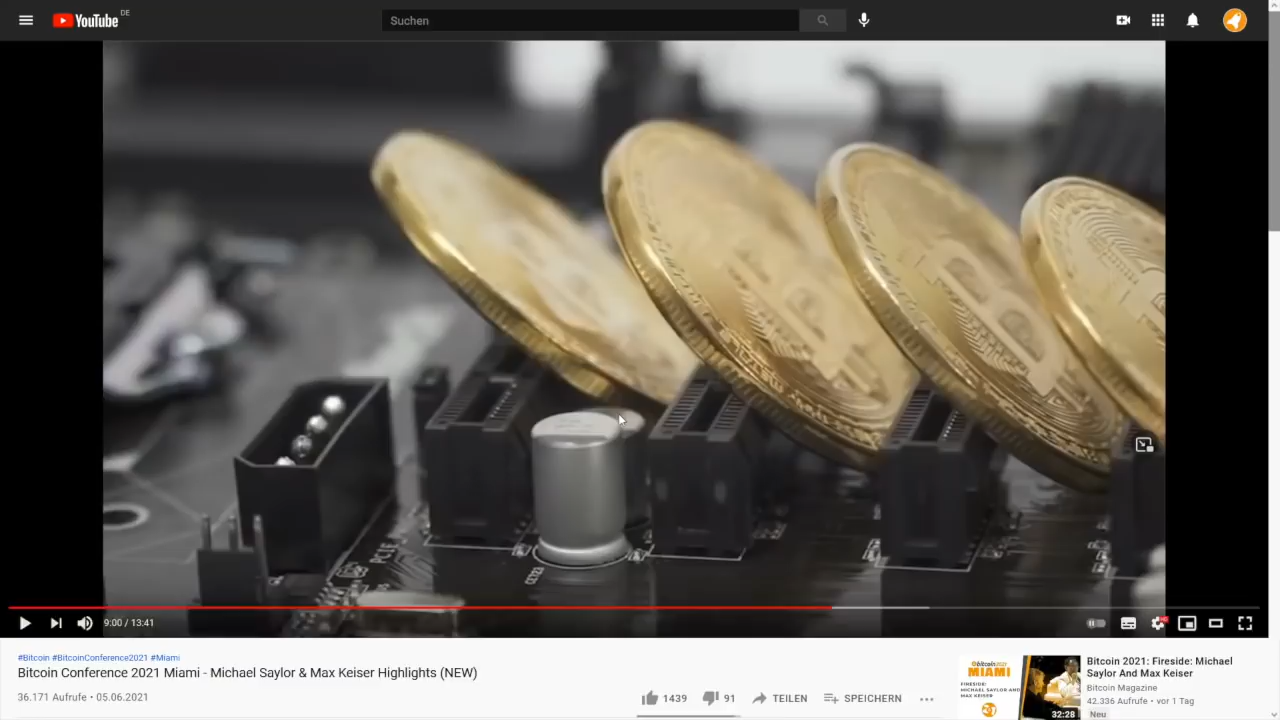 YouTube DE
Suchen
PCIE
9:00 / 13:41
#Bitcoin #BitcoinConference2021 #Miami
Bitcoin Conference 2021 Miami - Michael Saylor & Max Keiser Highlights (NEW)
36.171 Aufrufe • 05.06.2021
1439
91
TEILEN
SPEICHERN
bitcoin2021
MIAMI
FIRESIDE:
MICHAEL SAYLOR AND
MAX KEISER
32:28
Bitcoin 2021: Fireside: Michael
Saylor And Max Keiser
Bitcoin Magazine
42.336 Aufrufe • vor 1 Tag
Neu